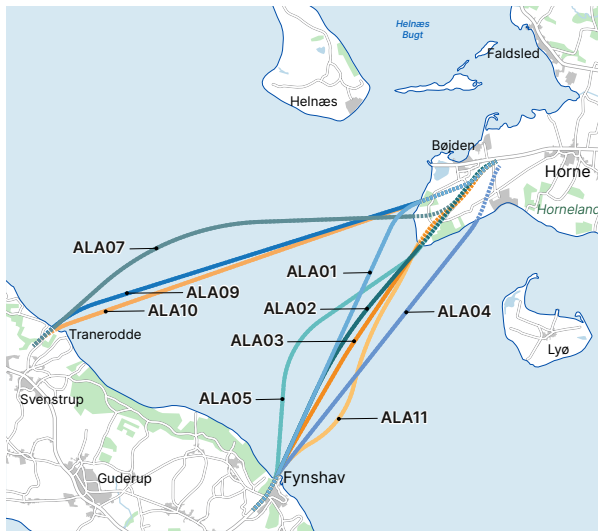 Helnæs
Bugt
Faldsled
Helnæs
Bøjden
Horne
Horneland
ALA07
ALA01
ALA09
ALA10
ALA02
ALA04
Tranerodde
ALA03
Lyø
Svenstrup
ALA05
ALA11
Guderup
Fynshav